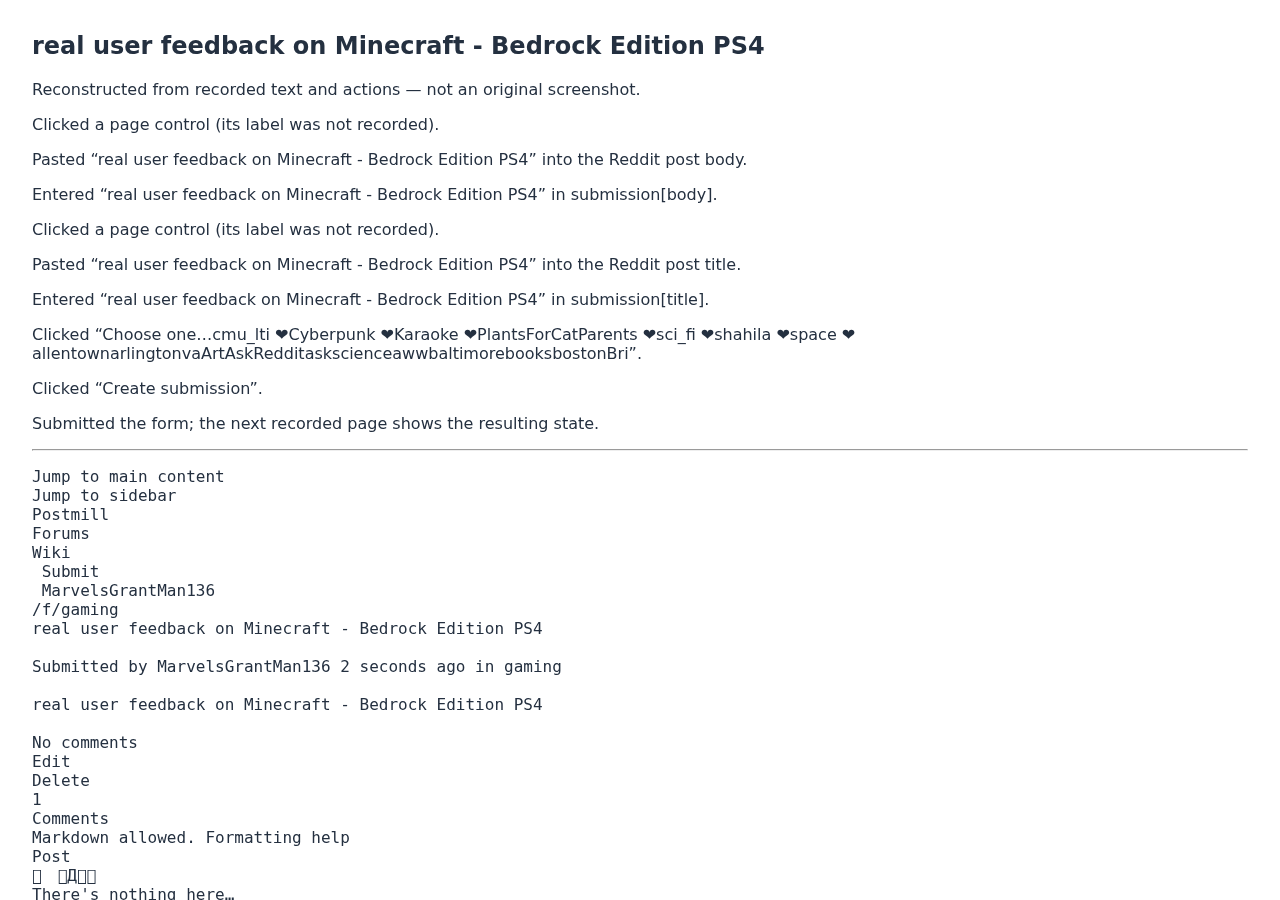 real user feedback on Minecraft - Bedrock Edition PS4
Reconstructed from recorded text and actions — not an original screenshot.
Clicked a page control (its label was not recorded).
Pasted “real user feedback on Minecraft - Bedrock Edition PS4” into the Reddit post body.
Entered “real user feedback on Minecraft - Bedrock Edition PS4” in submission[body].
Clicked a page control (its label was not recorded).
Pasted “real user feedback on Minecraft - Bedrock Edition PS4” into the Reddit post title.
Entered “real user feedback on Minecraft - Bedrock Edition PS4” in submission[title].
Clicked “Choose one…cmu_lti ❤Cyberpunk ❤Karaoke ❤PlantsForCatParents ❤sci_fi ❤shahila ❤space ❤
allentownarlingtonvaArtAskRedditaskscienceawwbaltimorebooksbostonBri”.
Clicked “Create submission”.
Submitted the form; the next recorded page shows the resulting state.
Jump to main content
Jump to sidebar
Postmill
Forums
Wiki
Submit
MarvelsGrantMan136
/f/gaming
real user feedback on Minecraft - Bedrock Edition PS4
Submitted by MarvelsGrantMan136 2 seconds ago in gaming
real user feedback on Minecraft - Bedrock Edition PS4
No comments
Edit
Delete
1
Comments
Markdown allowed. Formatting help
Post
Д
There's nothing here…